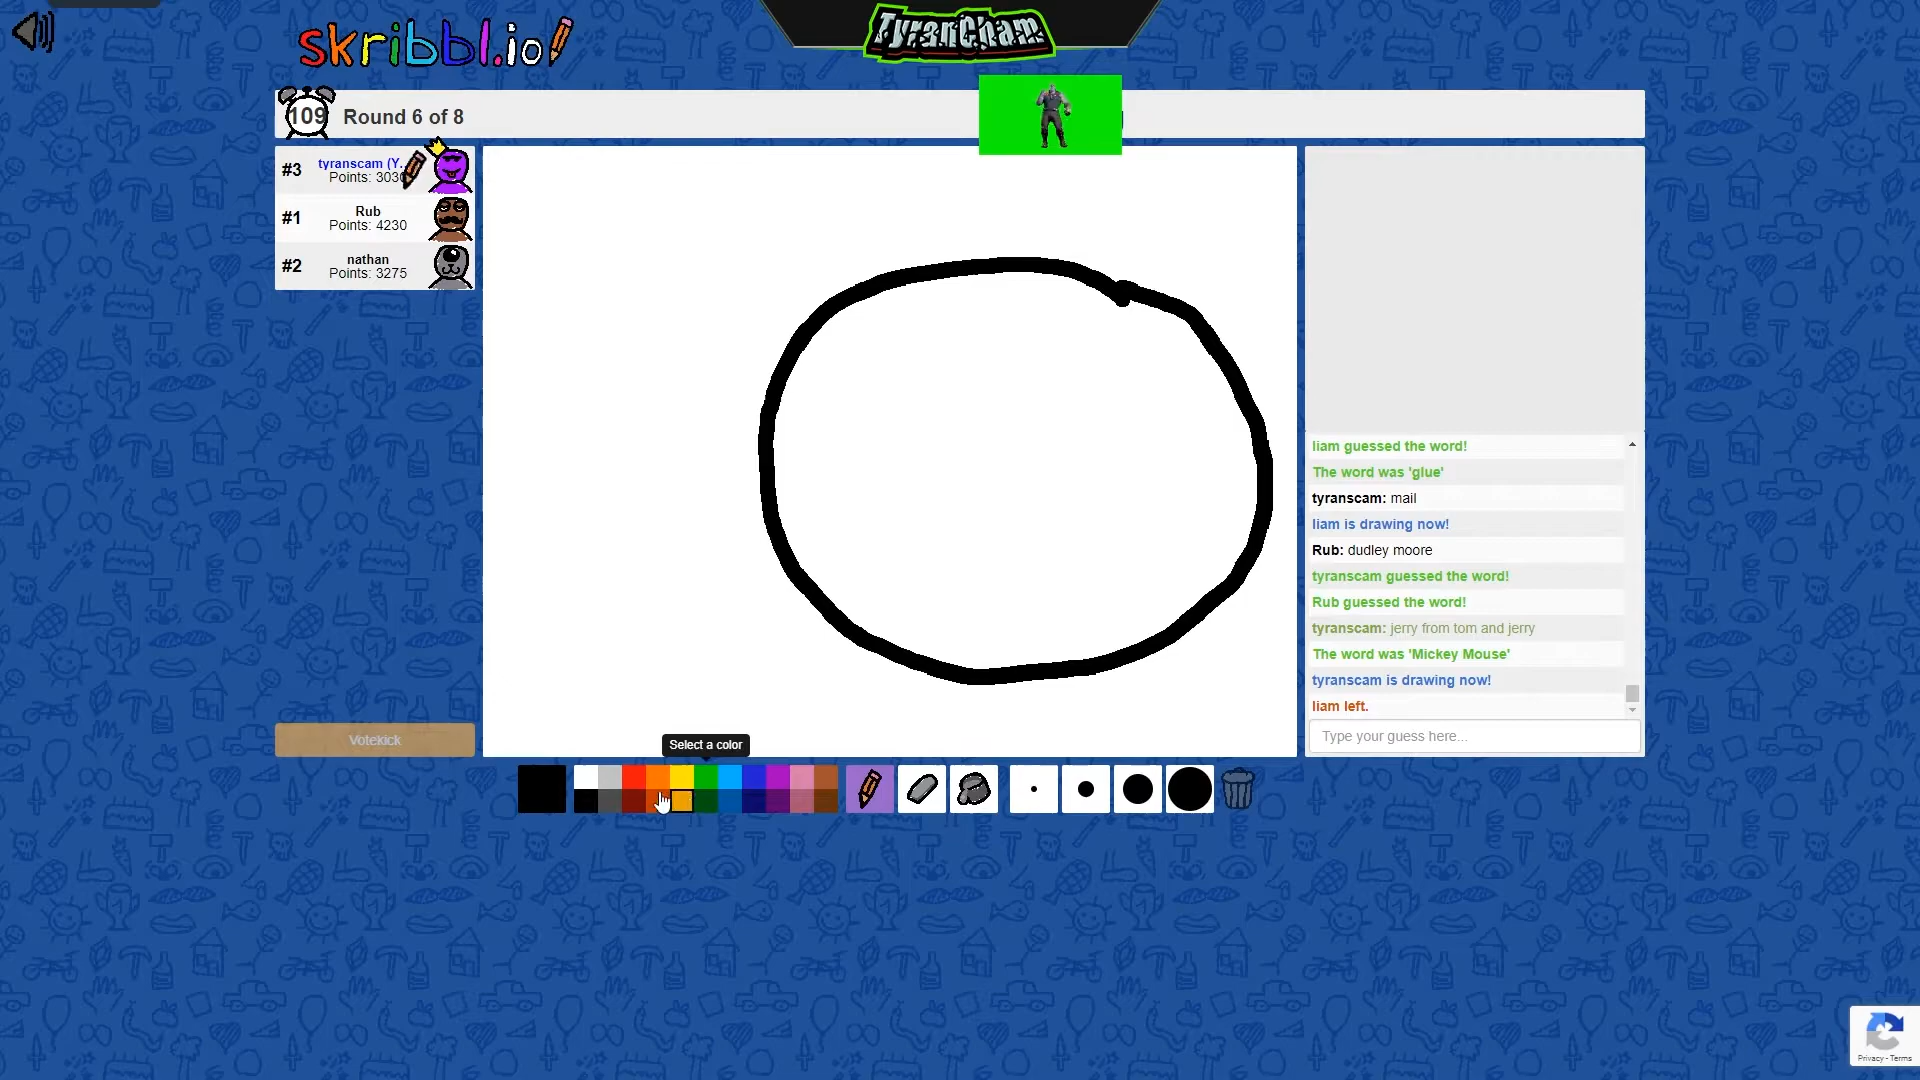 skribbl.io
TyranCham
109 Round 6 of 8
#3 tyranscam (Y...
Points: 3030
#1 Rub
Points: 4230
#2 nathan
Points: 3275
liam guessed the word!
The word was 'glue'
tyranscam: mail
liam is drawing now!
Rub: dudley moore
tyranscam guessed the word!
Rub guessed the word!
tyranscam: jerry from tom and jerry
The word was 'Mickey Mouse'
tyranscam is drawing now!
liam left.
Type your guess here...
Votekick
Select a color
Privacy - Terms